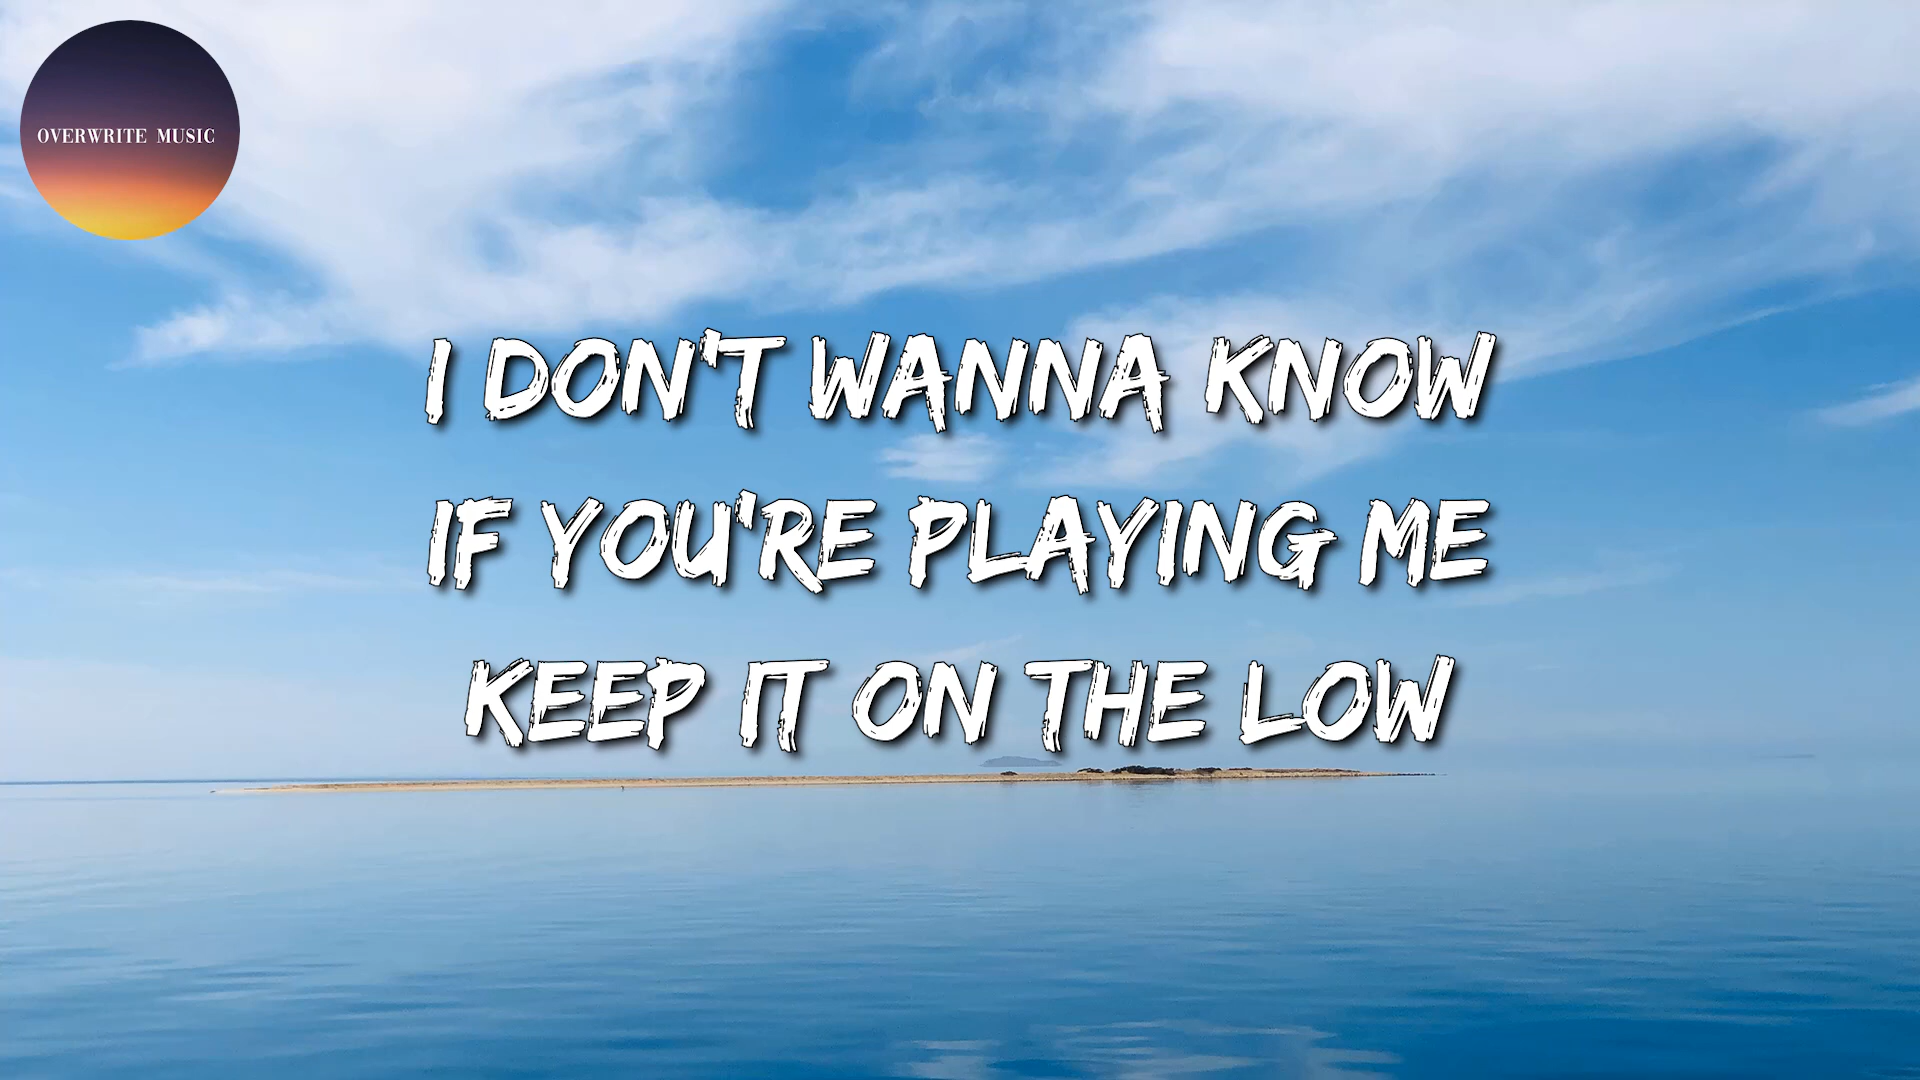 OVERWRITE MUSIC
I DON'T WANNA KNOW
IF YOU'RE PLAYING ME
KEEP IT ON THE LOW